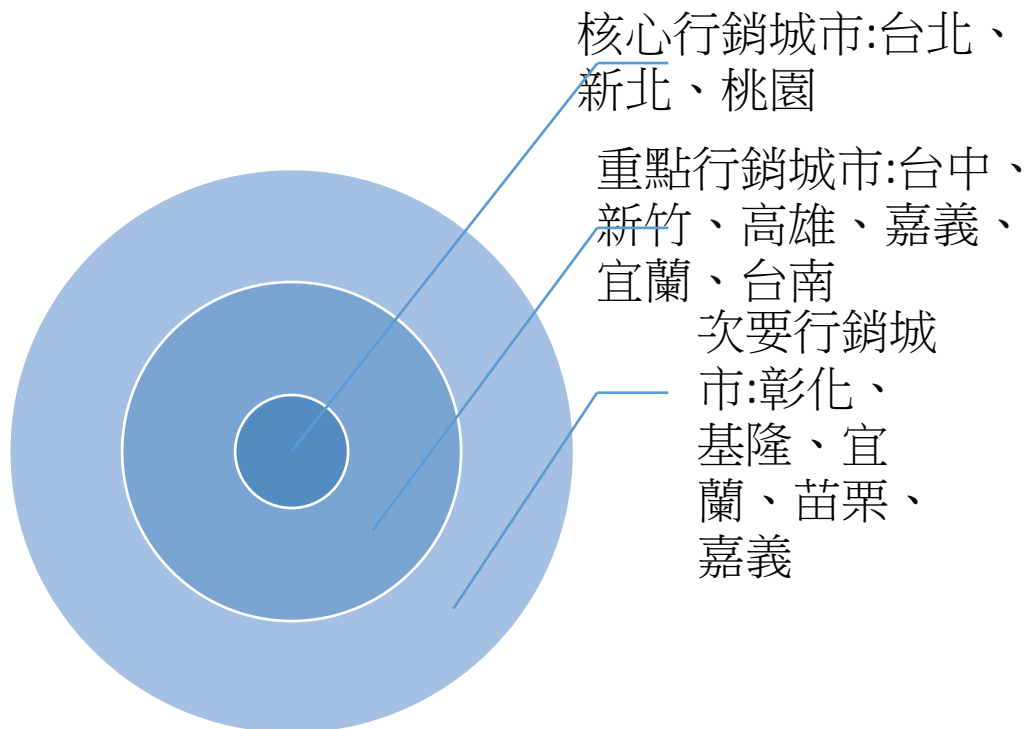 核心行銷城市:台北、
新北、桃園
重點行銷城市:台中、
新竹、高雄、嘉義、
宜蘭、台南
次要行銷城
市:彰化、
基隆、宜
蘭、苗栗、
嘉義